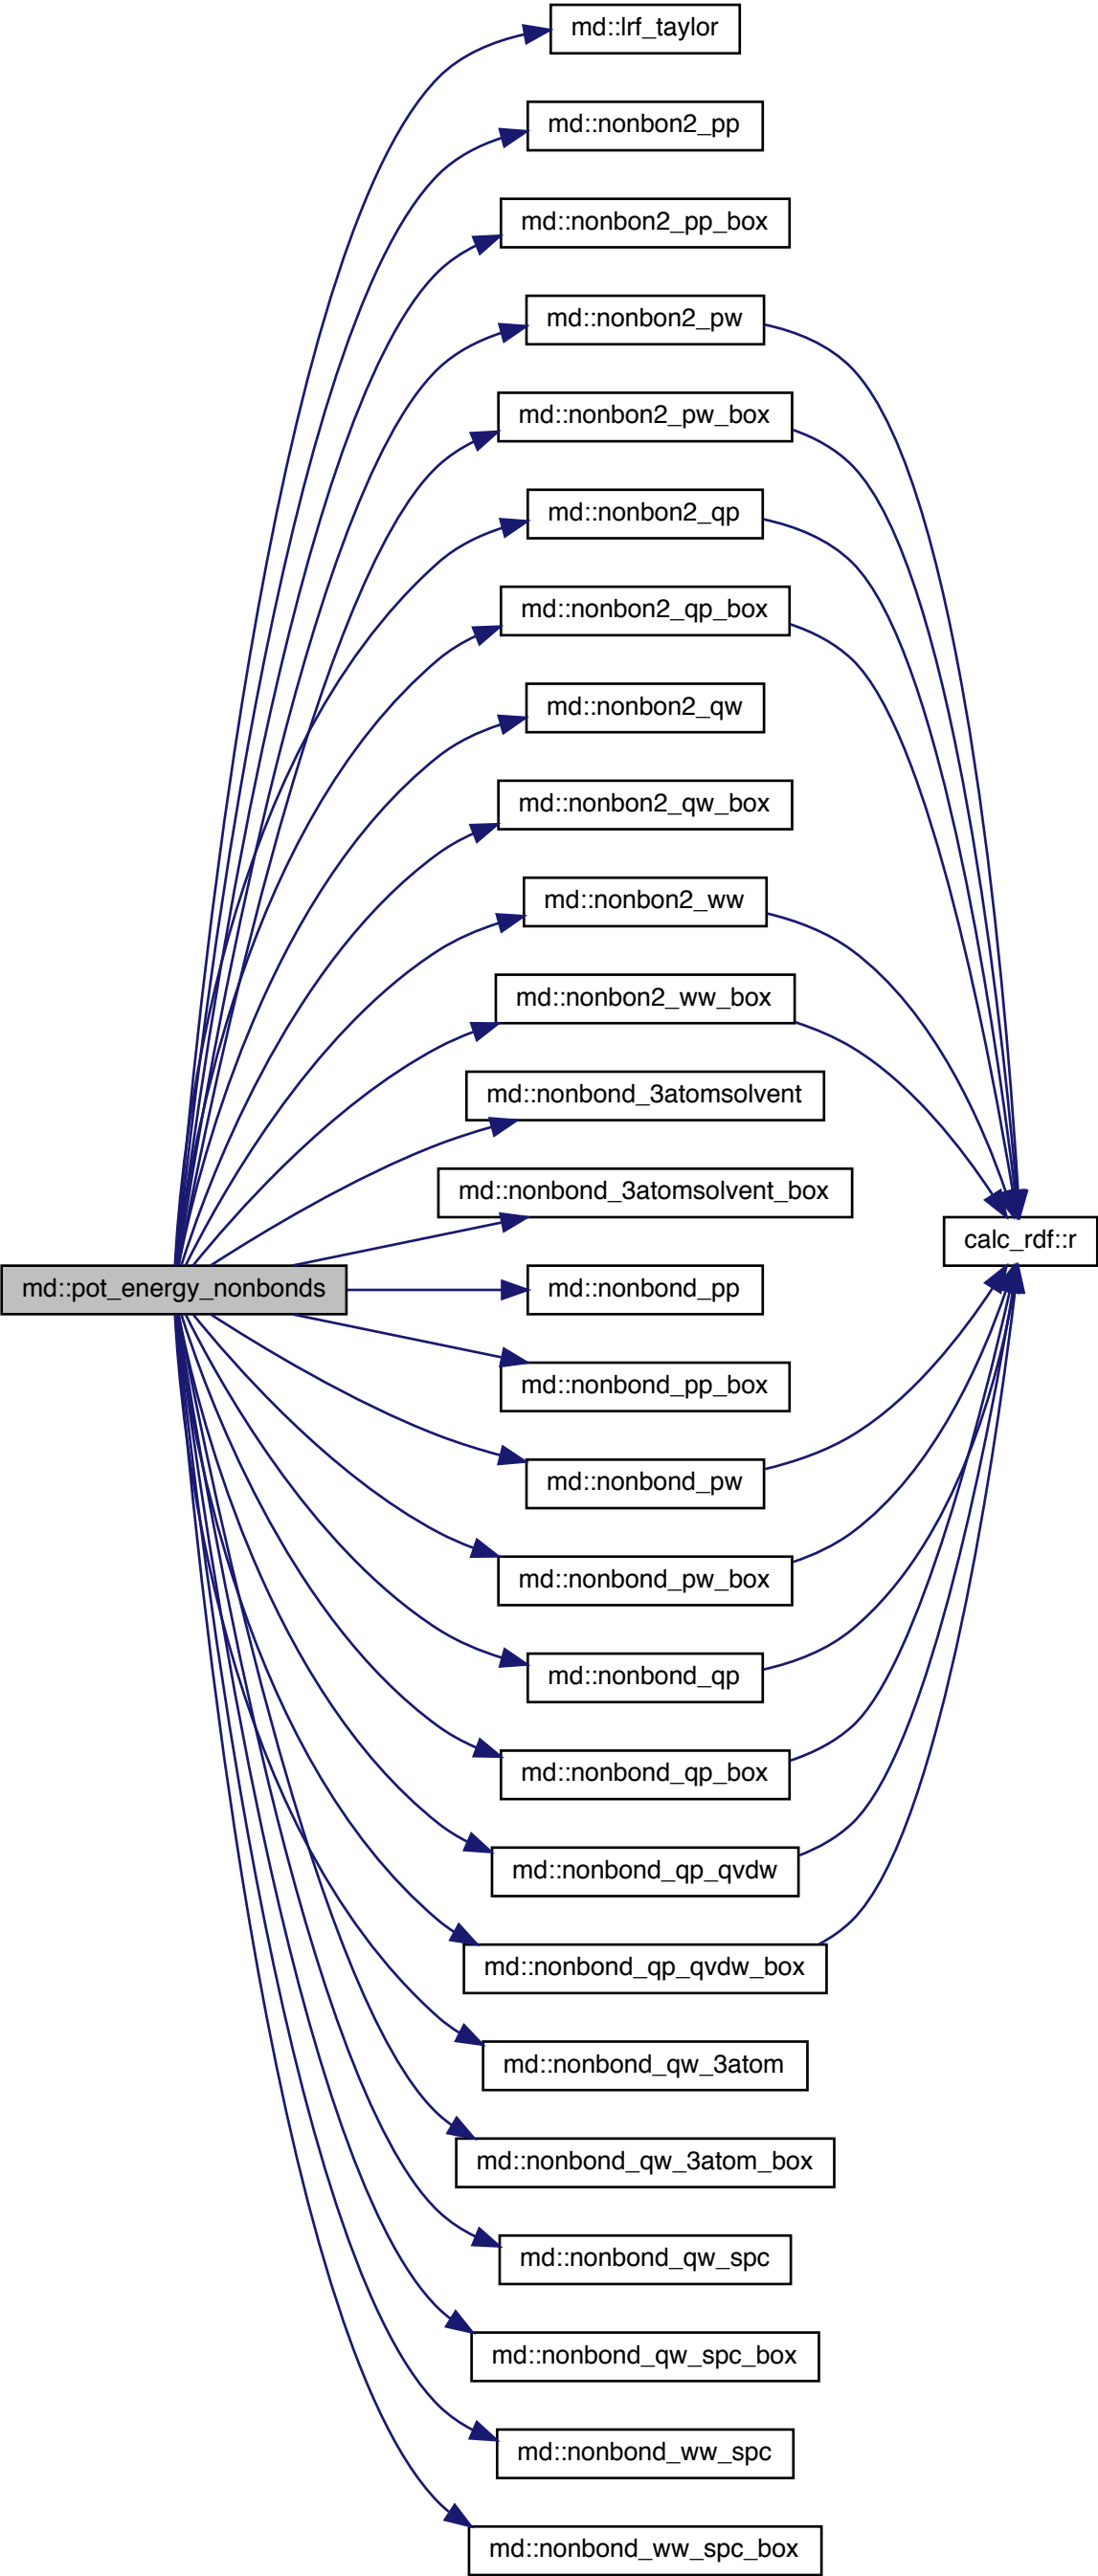 md::lrf_taylor
md::nonbon2_pp
md::nonbon2_pp_box
md::nonbon2_pw
md::nonbon2_pw_box
md::nonbon2_qp
md::nonbon2_qp_box
md::nonbon2_qw
md::nonbon2_qw_box
md::nonbon2_ww
md::nonbon2_ww_box
md::nonbond_3atomsolvent
md::nonbond_3atomsolvent_box
calc_rdf::r
md::pot_energy_nonbonds
md::nonbond_pp
md::nonbond_pp_box
md::nonbond_pw
md::nonbond_pw_box
md::nonbond_qp
md::nonbond_qp_box
md::nonbond_qp_qvdw
md::nonbond_qp_qvdw_box
md::nonbond_qw_3atom
md::nonbond_qw_3atom_box
md::nonbond_qw_spc
md::nonbond_qw_spc_box
md::nonbond_ww_spc
md::nonbond_ww_spc_box